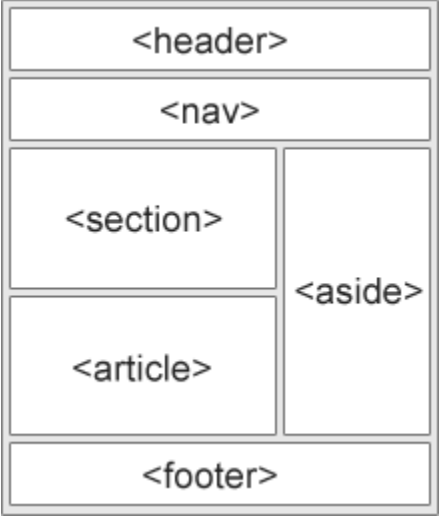 <header>
<nav>
<section>
<aside>
<article>
<footer>